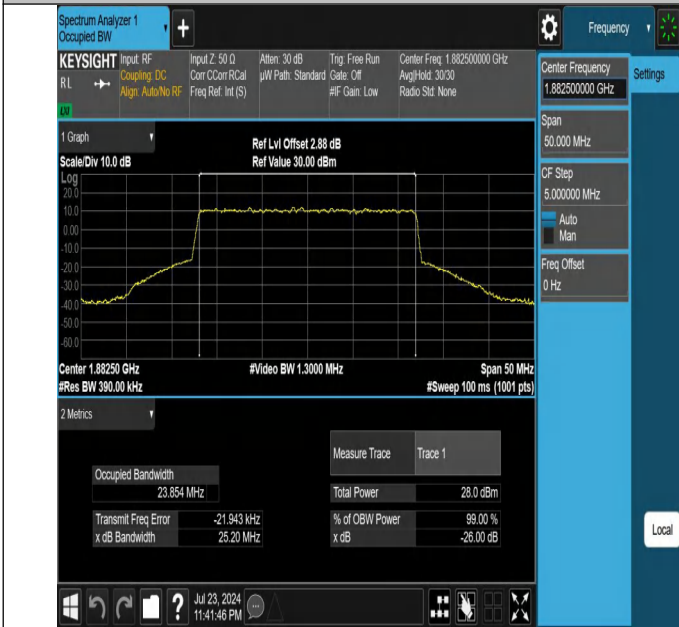 Spectrum Analyzer 1
Occupied BW
+
Frequency
KEYSIGHT
RL
LXI
Input: RF
Coupling: DC
Align: Auto/No RF
Input Z: 50 Ω
Corr CCorr RCal
Freq Ref: Int (S)
Atten: 30 dB
µW Path: Standard
Trig: Free Run
Gate: Off
#IF Gain: Low
Center Freq: 1.882500000 GHz
Avg|Hold: 30/30
Radio Std: None
Center Frequency
1.882500000 GHz
Settings
Span
50.000 MHz
CF Step
5.000000 MHz
Auto
Man
Freq Offset
0 Hz
1 Graph
Scale/Div 10.0 dB
Ref Lvl Offset 2.88 dB
Ref Value 30.00 dBm
Log
20.0
10.0
0.00
-10.0
-20.0
-30.0
-40.0
-50.0
-60.0
Center 1.88250 GHz
#Video BW 1.3000 MHz
Span 50 MHz
#Res BW 390.00 kHz
#Sweep 100 ms (1001 pts)
2 Metrics
Measure Trace Trace 1
Occupied Bandwidth
23.854 MHz
Total Power 28.0 dBm
Transmit Freq Error -21.943 kHz
% of OBW Power 99.00 %
x dB Bandwidth 25.20 MHz
x dB -26.00 dB
Local
?
Jul 23, 2024
11:41:46 PM